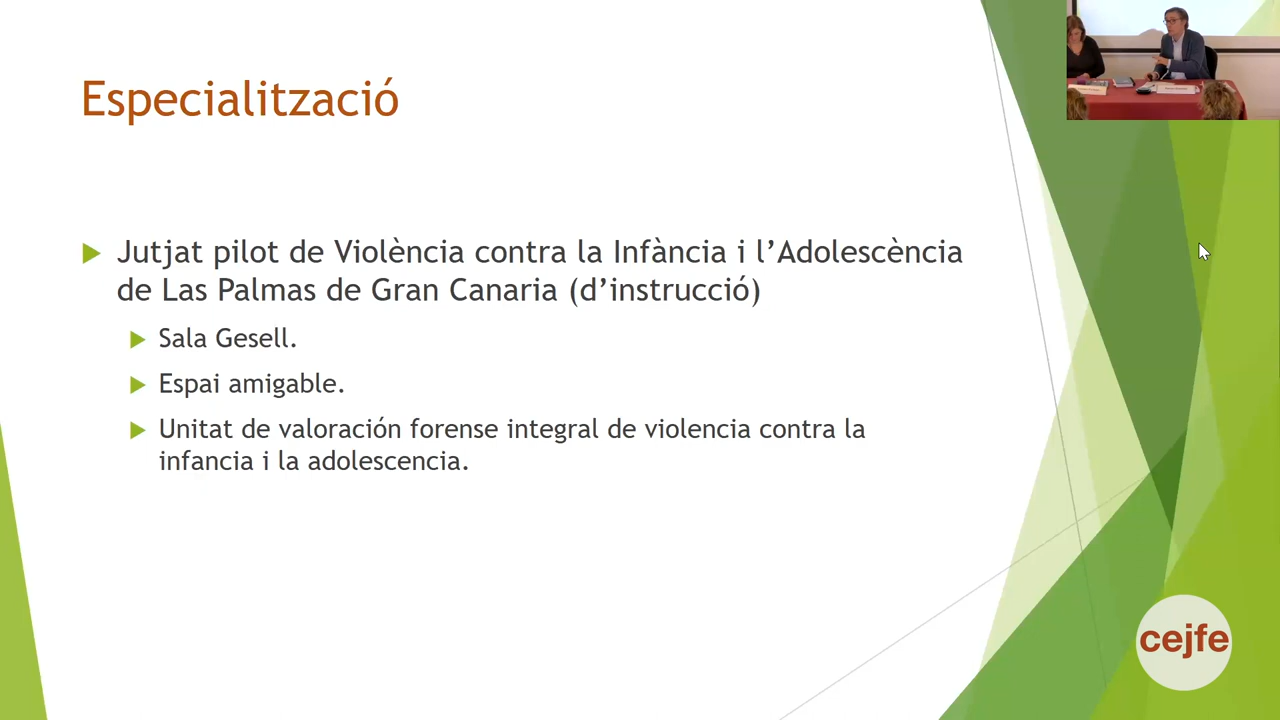 Especialització
Jutjat pilot de Violència contra la Infància i l’Adolescència
de Las Palmas de Gran Canaria (d’instrucció)
Sala Gesell.
Espai amigable.
Unitat de valoración forense integral de violencia contra la
infancia i la adolescencia.
cejfe